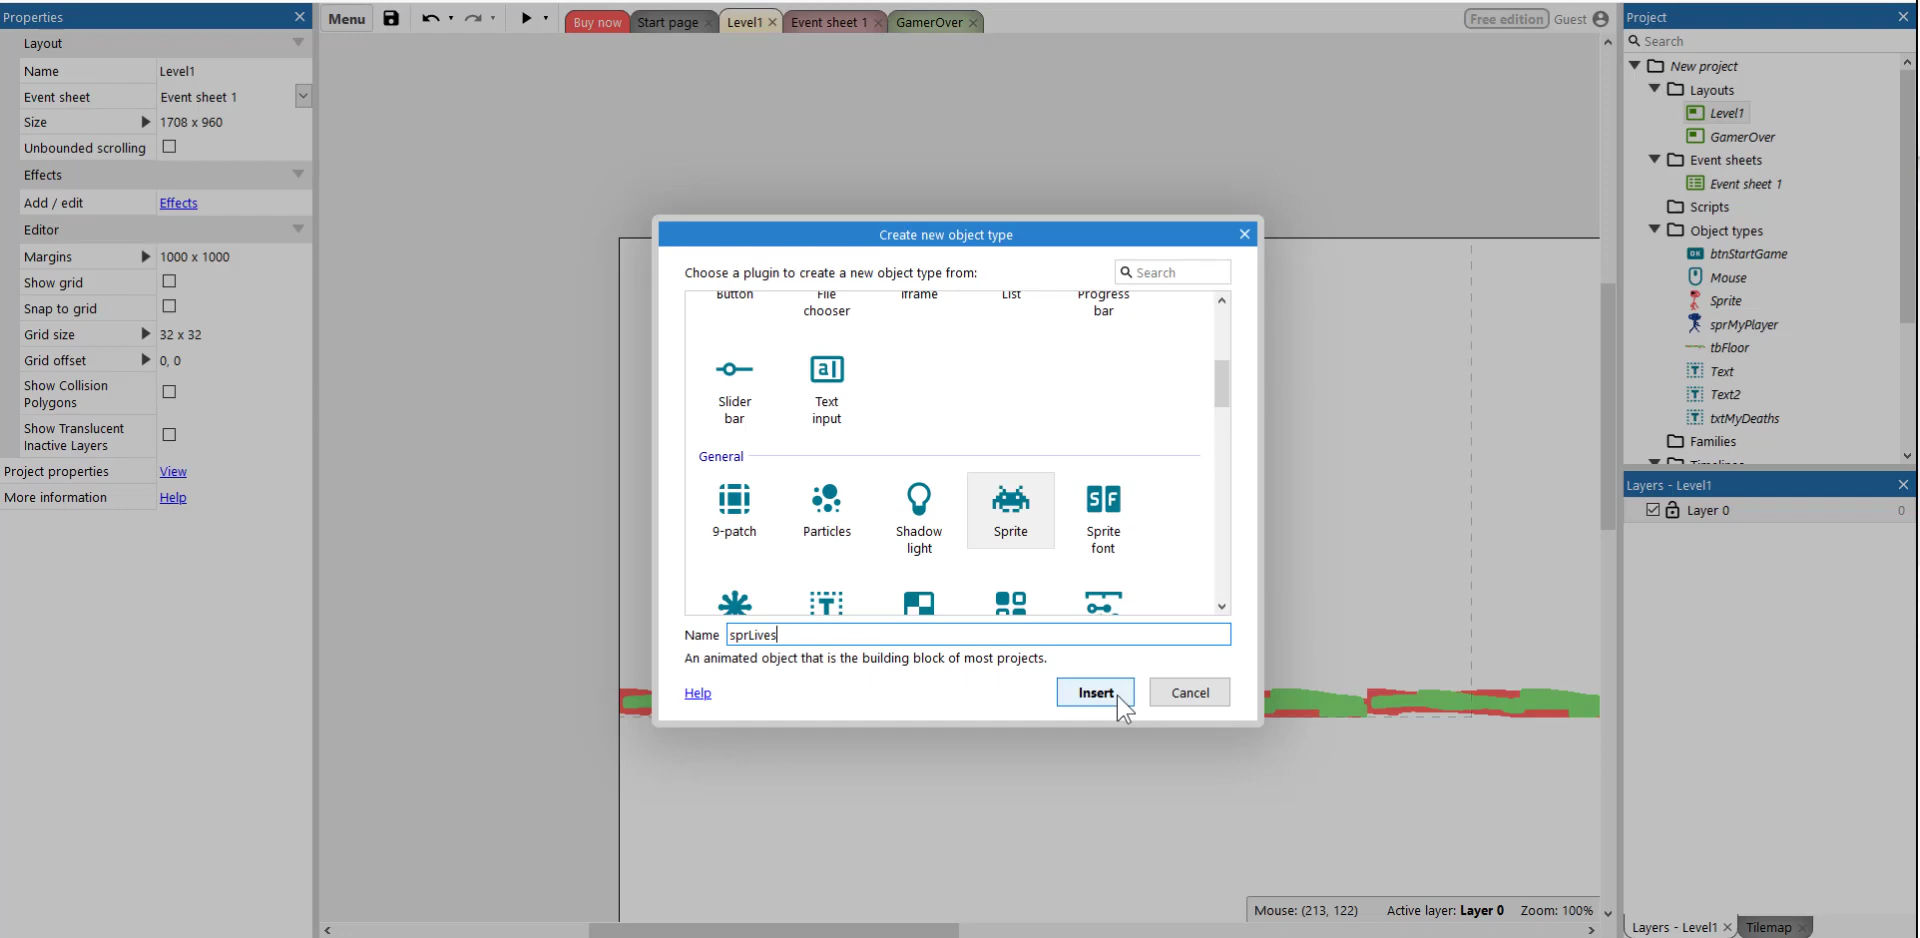 Properties
Layout
Name Level1
Event sheet Event sheet 1
Size 1708 x 960
Unbounded scrolling
Effects
Add / edit Effects
Editor
Margins 1000 x 1000
Show grid
Snap to grid
Grid size 32 x 32
Grid offset 0, 0
Show Collision
Polygons
Show Translucent
Inactive Layers
Project properties View
More information Help
Menu
Buy now Start page Level1 Event sheet 1 GamerOver
Free edition Guest
Create new object type
Choose a plugin to create a new object type from:
Search
Button File chooser Iframe List Progress bar
Slider bar Text input
General
9-patch Particles Shadow light Sprite Sprite font
Name sprLives
An animated object that is the building block of most projects.
Help Insert Cancel
Mouse: (213, 122) Active layer: Layer 0 Zoom: 100%
Project
Search
New project
Layouts
Level1
GamerOver
Event sheets
Event sheet 1
Scripts
Object types
btnStartGame
Mouse
Sprite
sprMyPlayer
tbFloor
Text
Text2
txtMyDeaths
Families
Timelines
Layers - Level1
Layer 0 0
Layers - Level1 Tilemap